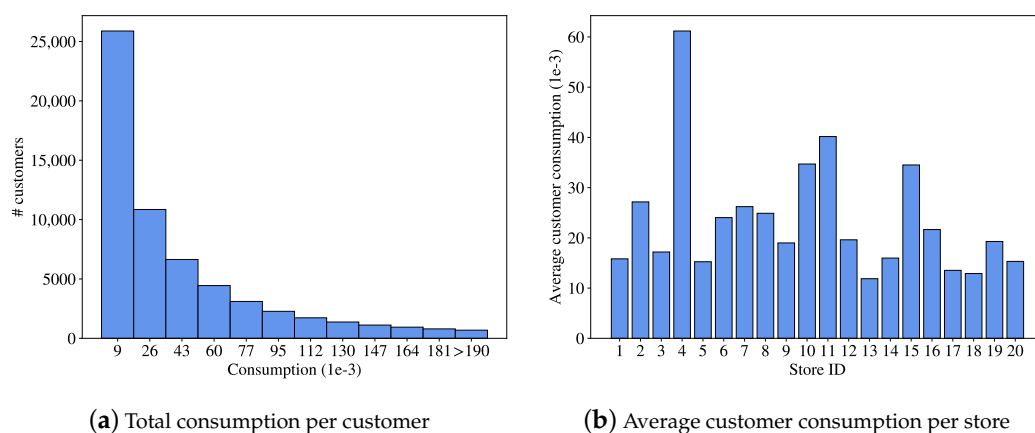 25,000
20,000
15,000
10,000
5000
0
# customers
9 26 43 60 77 95 112 130 147 164 181 >190
Consumption (1e-3)
(a) Total consumption per customer
60
50
40
30
20
10
0
Average customer consumption (1e-3)
1 2 3 4 5 6 7 8 9 10 11 12 13 14 15 16 17 18 19 20
Store ID
(b) Average customer consumption per store